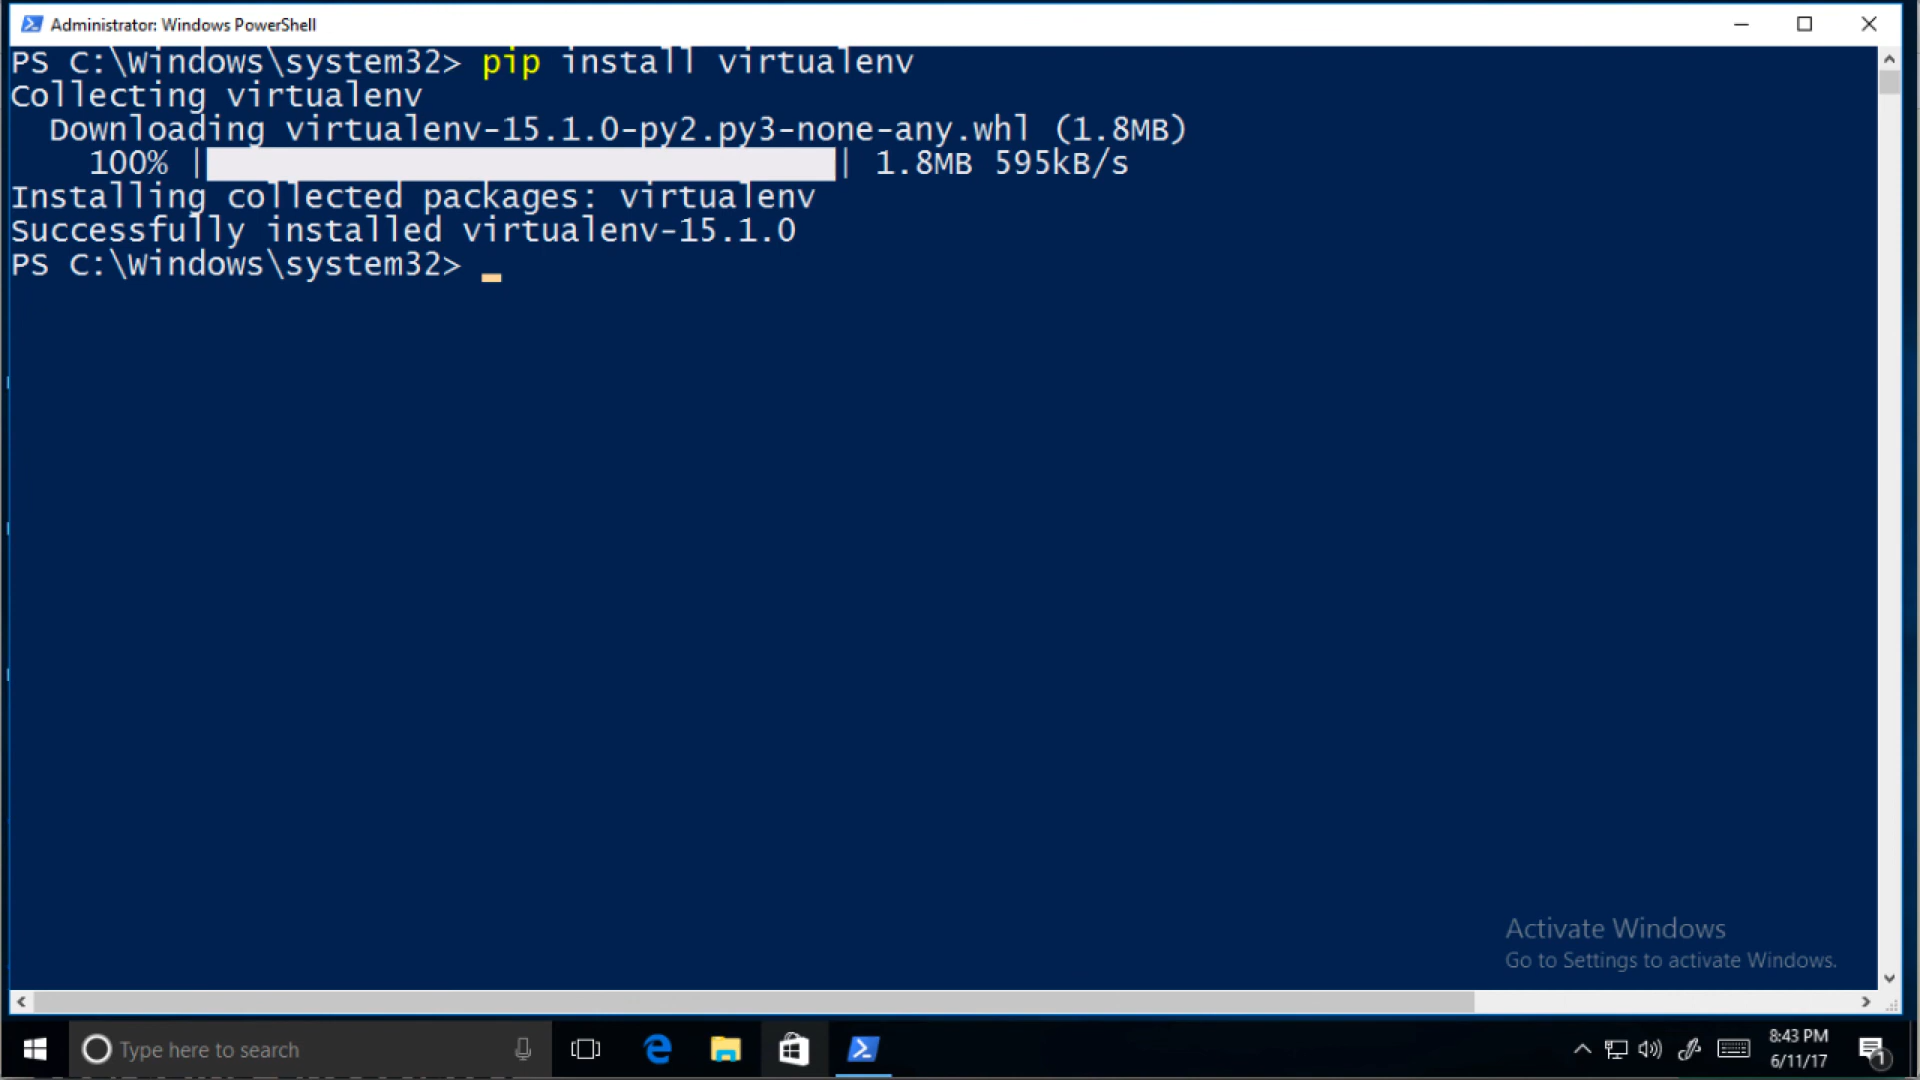 Administrator: Windows PowerShell
PS C:\Windows\system32> pip install virtualenv
Collecting virtualenv
  Downloading virtualenv-15.1.0-py2.py3-none-any.whl (1.8MB)
    100% || 1.8MB 595kB/s
Installing collected packages: virtualenv
Successfully installed virtualenv-15.1.0
PS C:\Windows\system32>
Activate Windows
Go to Settings to activate Windows.
Type here to search
8:43 PM
6/11/17
1